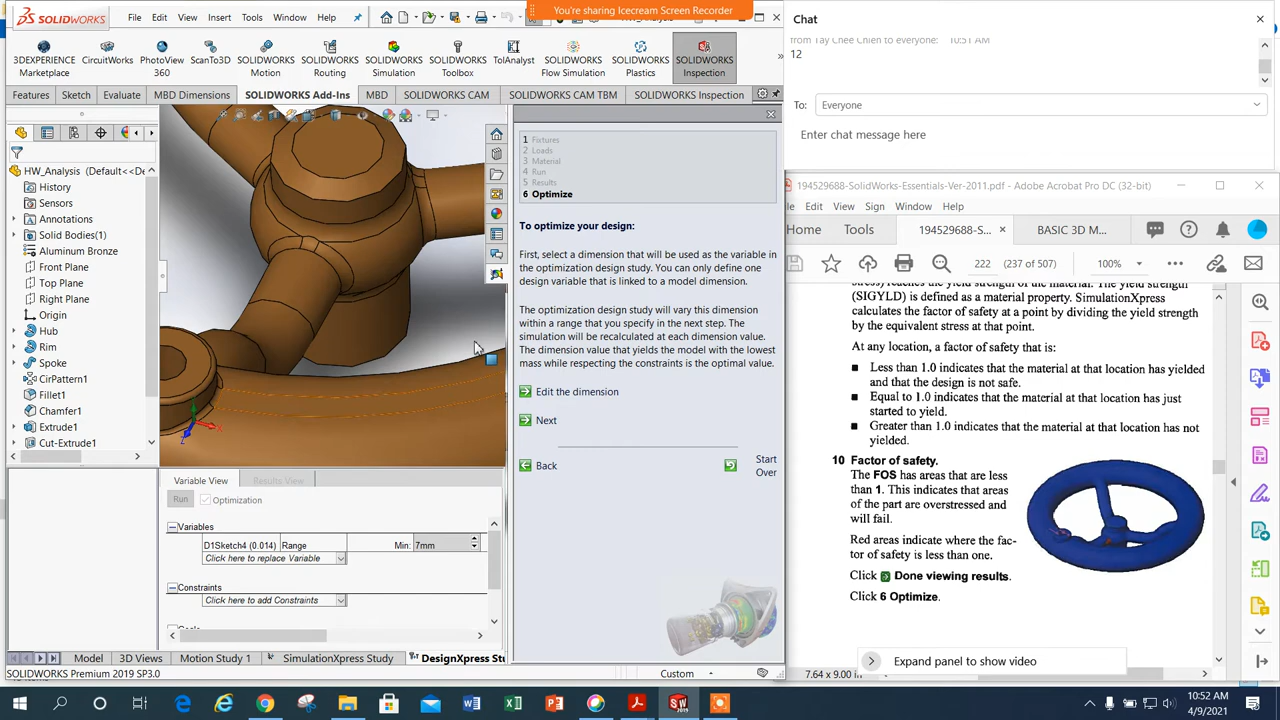 SOLIDWORKS
File
Edit
View
Insert
Tools
Window
Help
You're sharing Icecream Screen Recorder
3DEXPERIENCE
Marketplace
CircuitWorks
PhotoView
360
ScanTo3D
SOLIDWORKS
Motion
SOLIDWORKS
Routing
SOLIDWORKS
Simulation
SOLIDWORKS
Toolbox
TolAnalyst
SOLIDWORKS
Flow Simulation
SOLIDWORKS
Plastics
SOLIDWORKS
Inspection
Features
Sketch
Evaluate
MBD Dimensions
SOLIDWORKS Add-Ins
MBD
SOLIDWORKS CAM
SOLIDWORKS CAM TBM
SOLIDWORKS Inspection
HW_Analysis (Default<<De
History
Sensors
Annotations
Solid Bodies(1)
Aluminum Bronze
Front Plane
Top Plane
Right Plane
Origin
Hub
Rim
Spoke
CirPattern1
Fillet1
Chamfer1
Extrude1
Cut-Extrude1
X
Z
1 Fixtures
2 Loads
3 Material
4 Run
5 Results
6 Optimize
To optimize your design:
First, select a dimension that will be used as the variable in
the optimization design study. You can only define one
design variable that is linked to a model dimension.
The optimization design study will vary this dimension
within a range that you specify in the next step. The
simulation will be recalculated at each dimension value.
The dimension value that yields the model with the lowest
mass while respecting the constraints is the optimal value.
Edit the dimension
Next
Back
Start
Over
Variable View
Results View
Run
Optimization
Variables
D1Sketch4 (0.014)
Range
Min:
7mm
Click here to replace Variable
Constraints
Click here to add Constraints
Model
3D Views
Motion Study 1
SimulationXpress Study
DesignXpress Stu
SOLIDWORKS Premium 2019 SP3.0
Custom
Chat
from Tay Chee Chien to everyone: 10:51 AM
12
To:
Everyone
Enter chat message here
194529688-SolidWorks-Essentials-Ver-2011.pdf - Adobe Acrobat Pro DC (32-bit)
le
Edit
View
Sign
Window
Help
Home
Tools
194529688-S...
BASIC 3D M...
222
(237 of 507)
100%
stress) reaches the yield strength of the material. The yield strength
(SIGYLD) is defined as a material property. SimulationXpress
calculates the factor of safety at a point by dividing the yield strength
by the equivalent stress at that point.
At any location, a factor of safety that is:
■ Less than 1.0 indicates that the material at that location has yielded
and that the design is not safe.
■ Equal to 1.0 indicates that the material at that location has just
started to yield.
■ Greater than 1.0 indicates that the material at that location has not
yielded.
10 Factor of safety.
The FOS has areas that are less
than 1. This indicates that areas
of the part are overstressed and
will fail.
Red areas indicate where the fac-
tor of safety is less than one.
Click Done viewing results.
Click 6 Optimize.
Expand panel to show video
7.64 x 9.00 in
10:52 AM
4/9/2021